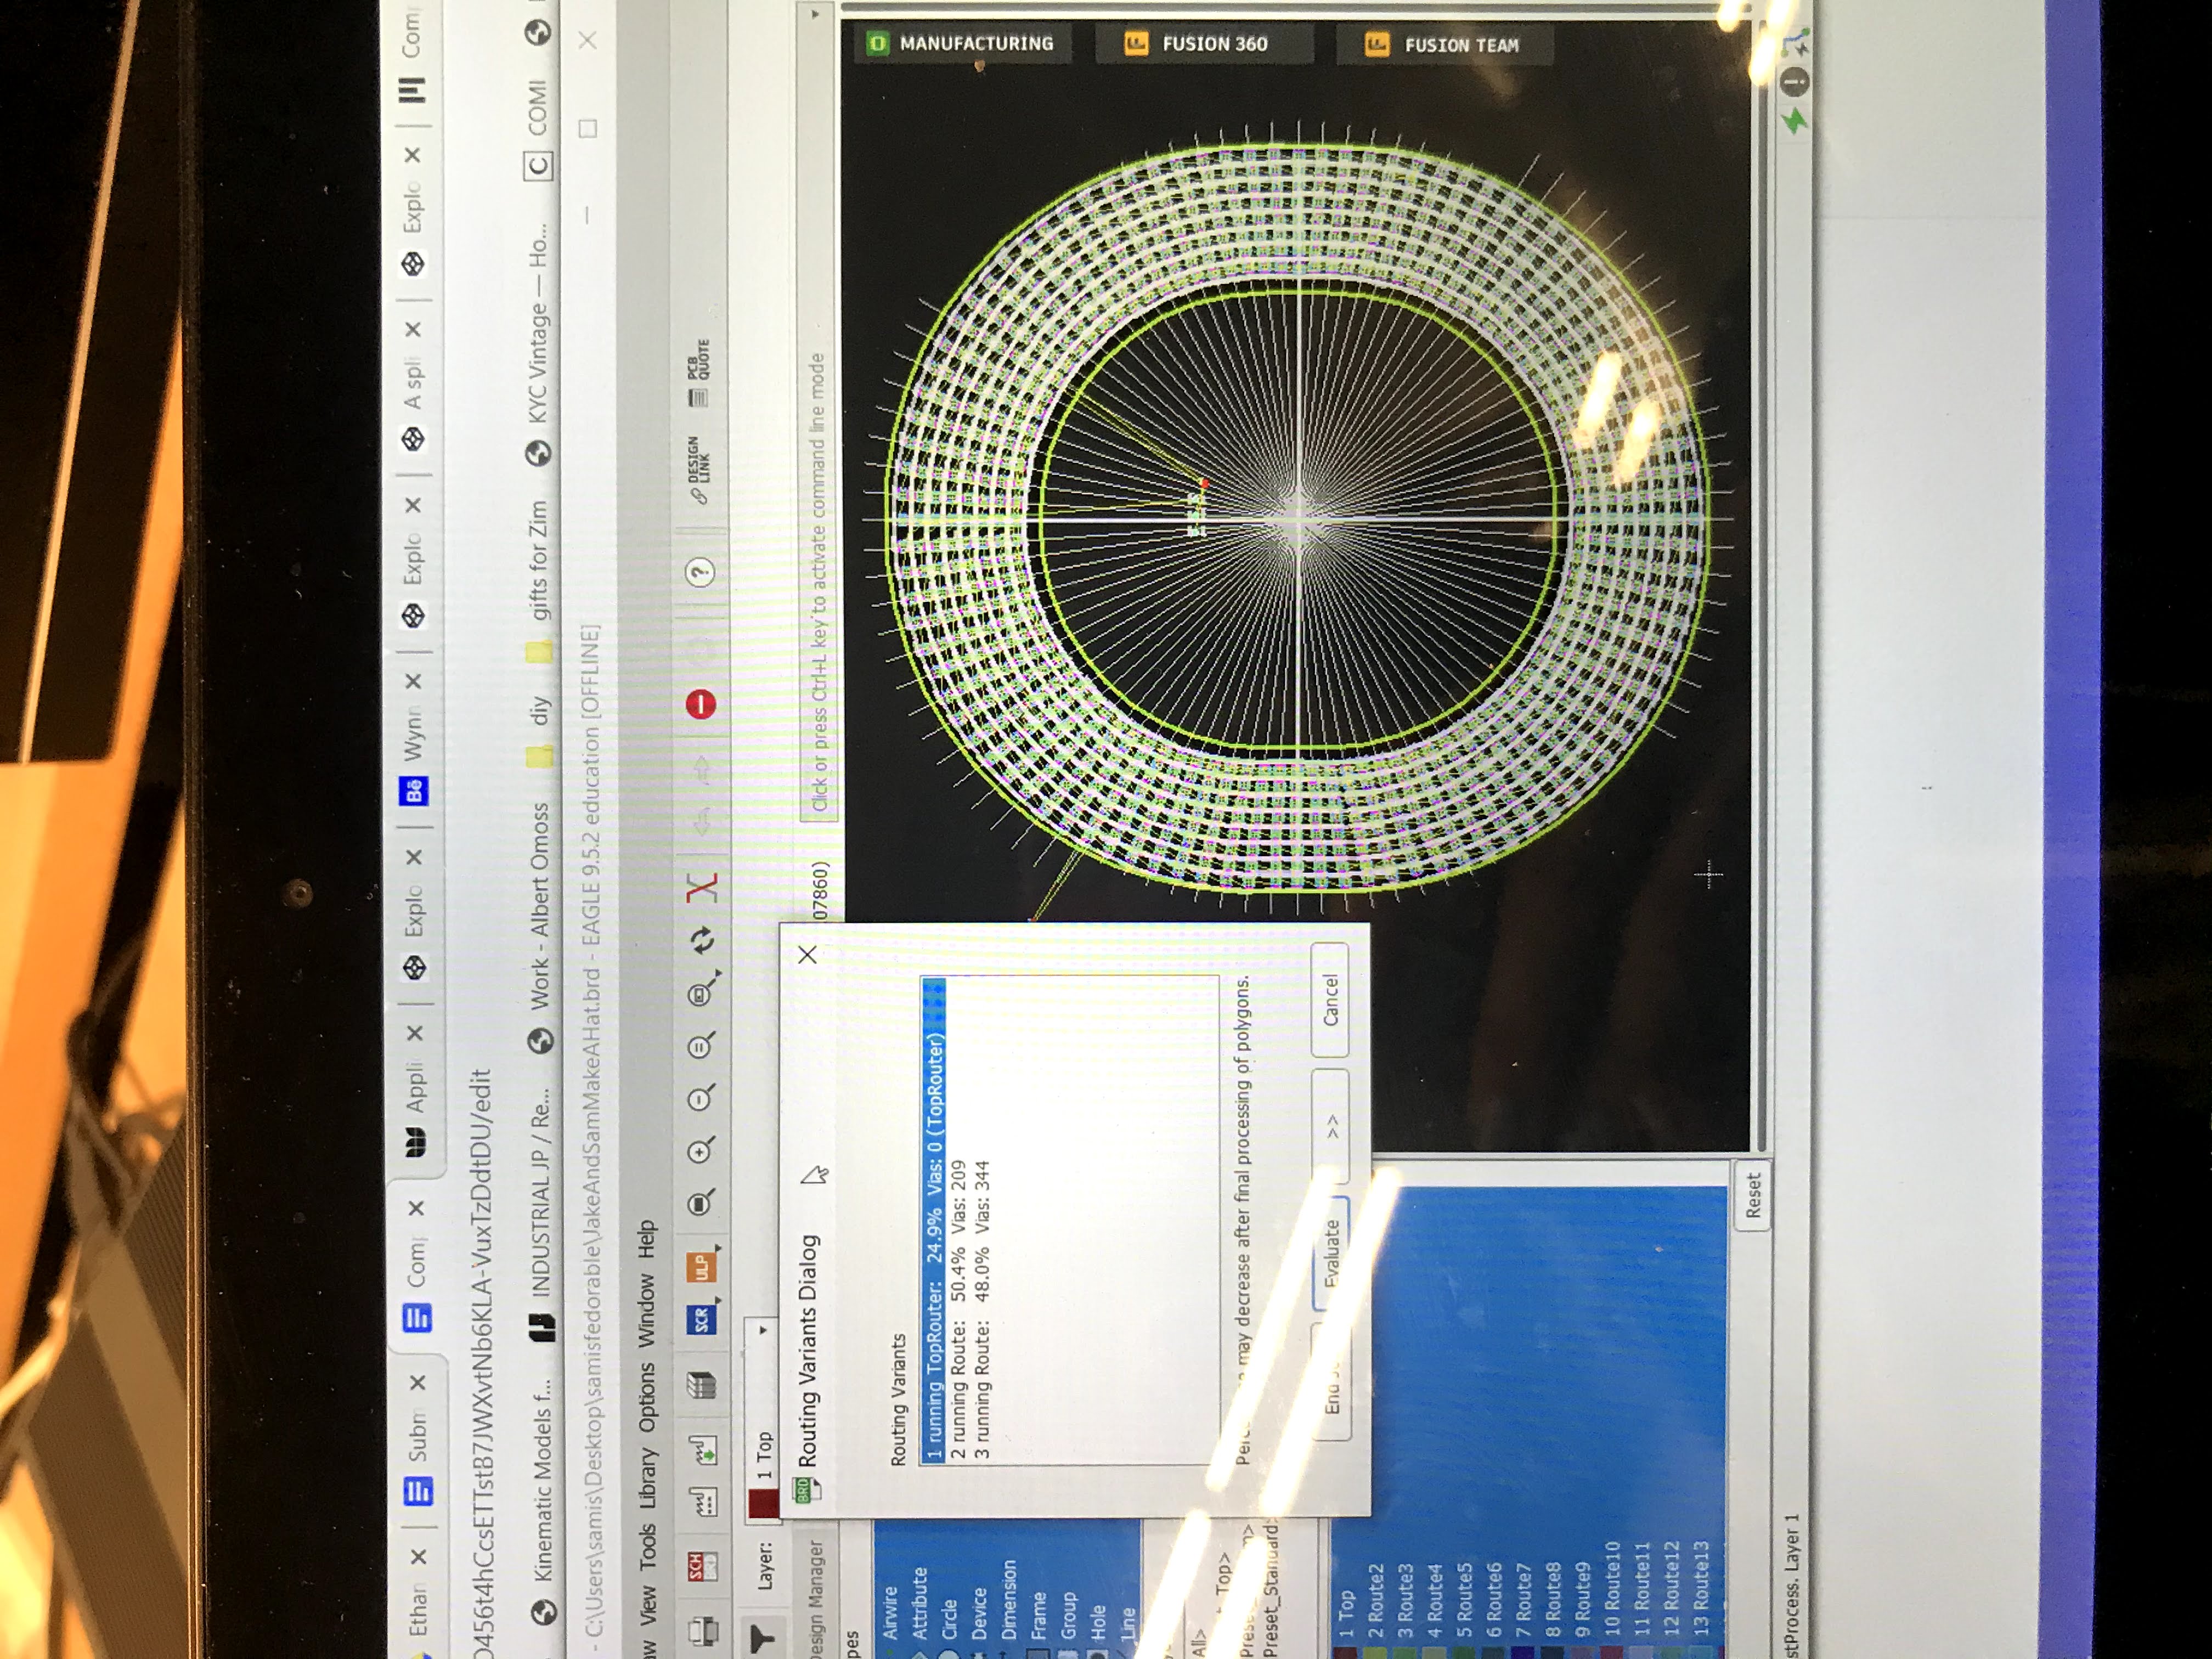 Ethan
Subm
Com
Appli
Explo
Bē Wynn
Explo
A spli
Explo
Com
D456t4hCcsETTstB7JWXvtNb6KLA-VuxTzDdtDU/edit
Kinematic Models f... INDUSTRIAL JP / Re... Work - Albert Omoss diy gifts for Zim KYC Vintage — Ho... C COMI
- C:\Users\samis\Desktop\samisfedorable\JakeAndSamMakeAHat.brd - EAGLE 9.5.2 education [OFFLINE]
aw View Tools Library Options Window Help
SCH
BRD
SCR
ULP
?
DESIGN
LINK
PCB
QUOTE
Layer: 1 Top
Design Manager
BRD Routing Variants Dialog
07860)
Click or press Ctrl+L key to activate command line mode
pes
Airwire
Attribute
Circle
Device
Dimension
Frame
Group
Hole
Line
All>
Top>
Preset_Standard>
Routing Variants
1 running TopRouter: 24.9% Vias: 0 (TopRouter)
2 running Route: 50.4% Vias: 209
3 running Route: 48.0% Vias: 344
may decrease after final processing of polygons.
Evaluate
>>
Cancel
1 Top
2 Route2
3 Route3
4 Route4
5 Route5
6 Route6
7 Route7
8 Route8
9 Route9
10 Route10
11 Route11
12 Route12
13 Route13
Reset
stProcess. Layer 1
MANUFACTURING
FUSION 360
FUSION TEAM